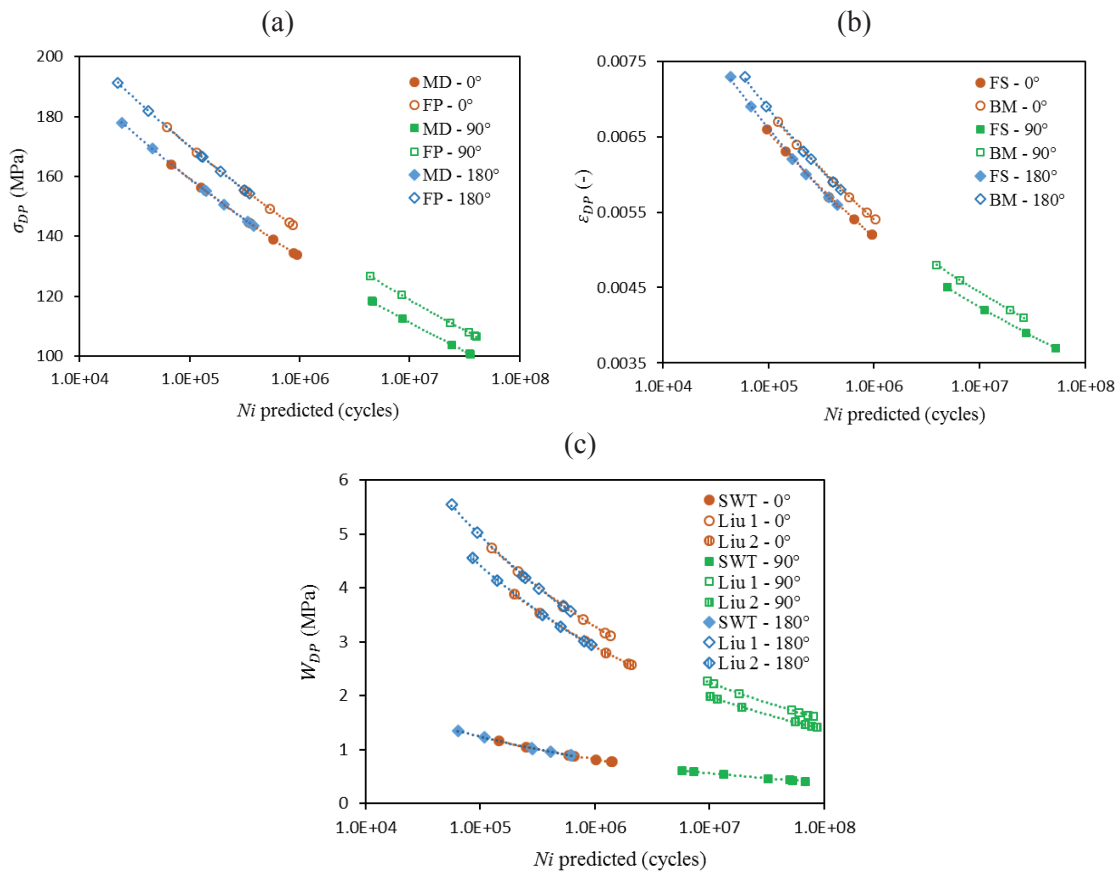 (a)
200
180
160
140
120
100
σDP (MPa)
1.0E+04 1.0E+05 1.0E+06 1.0E+07 1.0E+08
Ni predicted (cycles)
MD - 0°
FP - 0°
MD - 90°
FP - 90°
MD - 180°
FP - 180°
(b)
0.0075
0.0065
0.0055
0.0045
0.0035
εDP (-)
1.0E+04 1.0E+05 1.0E+06 1.0E+07 1.0E+08
Ni predicted (cycles)
FS - 0°
BM - 0°
FS - 90°
BM - 90°
FS - 180°
BM - 180°
(c)
6
5
4
3
2
1
0
WDP (MPa)
1.0E+04 1.0E+05 1.0E+06 1.0E+07 1.0E+08
Ni predicted (cycles)
SWT - 0°
Liu 1 - 0°
Liu 2 - 0°
SWT - 90°
Liu 1 - 90°
Liu 2 - 90°
SWT - 180°
Liu 1 - 180°
Liu 2 - 180°